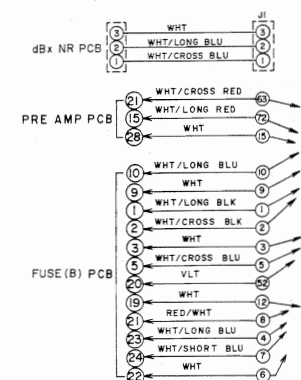 J1
3 WHT 3
dBx NR PCB 2 WHT/LONG BLU 2
1 WHT/CROSS BLU 1
21 WHT/CROSS RED 63
PRE AMP PCB 15 WHT/LONG RED 72
28 WHT 15
10 WHT/LONG BLU 10
9 WHT 9
1 WHT/LONG BLK 1
2 WHT/CROSS BLK 2
3 WHT 3
FUSE(B) PCB 5 WHT/CROSS BLU 5
20 VLT 52
19 WHT 12
21 RED/WHT 8
23 WHT/LONG BLU 4
24 WHT/SHORT BLU 7
22 WHT 6